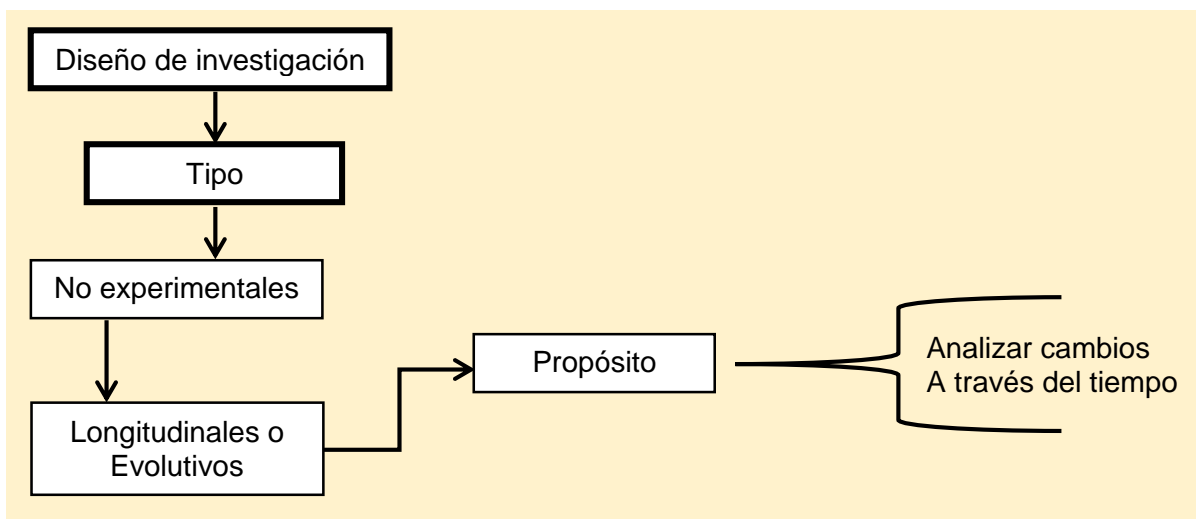 Diseño de investigación
Tipo
No experimentales
Longitudinales o
Evolutivos
Propósito
Analizar cambios
A través del tiempo